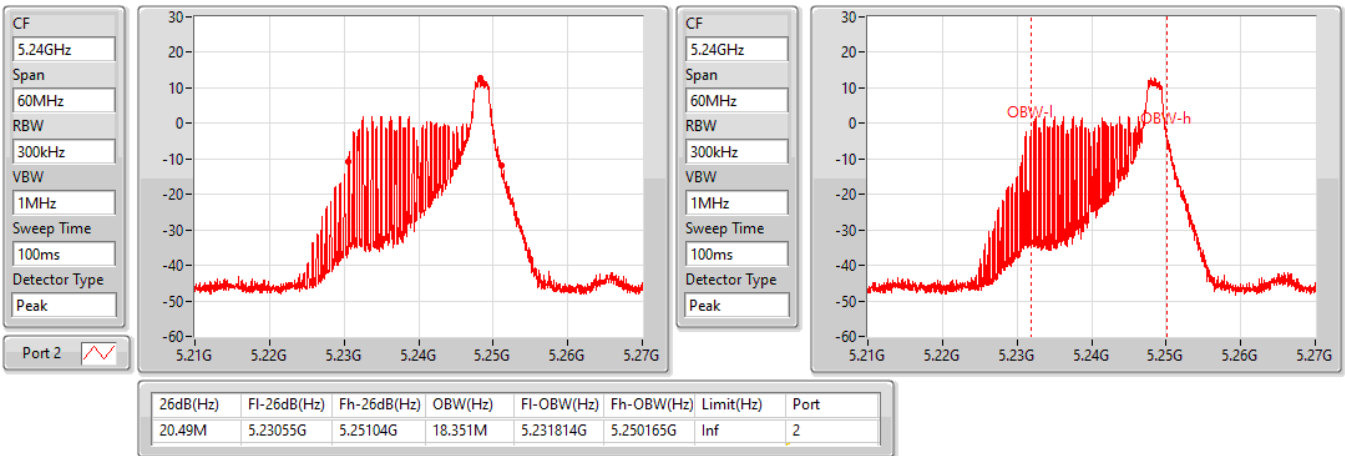 CF
5.24GHz
Span
60MHz
RBW
300kHz
VBW
1MHz
Sweep Time
100ms
Detector Type
Peak
Port 2
30
20
10
0
-10
-20
-30
-40
-50
-60
5.21G 5.22G 5.23G 5.24G 5.25G 5.26G 5.27G
CF
5.24GHz
Span
60MHz
RBW
300kHz
VBW
1MHz
Sweep Time
100ms
Detector Type
Peak
30
20
10
0
-10
-20
-30
-40
-50
-60
OBW-l
OBW-h
5.21G 5.22G 5.23G 5.24G 5.25G 5.26G 5.27G
26dB(Hz) Fl-26dB(Hz) Fh-26dB(Hz) OBW(Hz) Fl-OBW(Hz) Fh-OBW(Hz) Limit(Hz) Port
20.49M 5.23055G 5.25104G 18.351M 5.231814G 5.250165G Inf 2